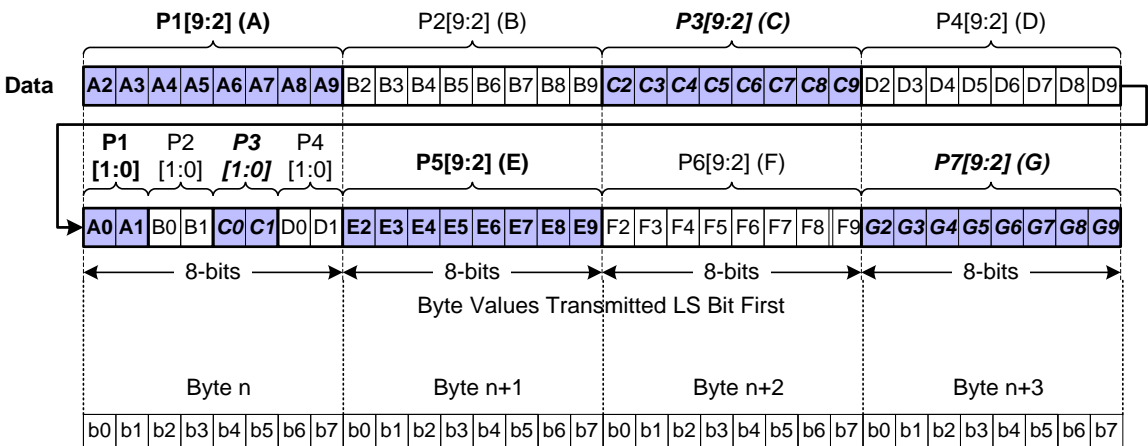 P1[9:2] (A) P2[9:2] (B) P3[9:2] (C) P4[9:2] (D)
Data A2 A3 A4 A5 A6 A7 A8 A9 B2 B3 B4 B5 B6 B7 B8 B9 C2 C3 C4 C5 C6 C7 C8 C9 D2 D3 D4 D5 D6 D7 D8 D9
P1 P2 P3 P4
[1:0] [1:0] [1:0] [1:0] P5[9:2] (E) P6[9:2] (F) P7[9:2] (G)
A0 A1 B0 B1 C0 C1 D0 D1 E2 E3 E4 E5 E6 E7 E8 E9 F2 F3 F4 F5 F6 F7 F8 F9 G2 G3 G4 G5 G6 G7 G8 G9
8-bits 8-bits 8-bits 8-bits
Byte Values Transmitted LS Bit First
Byte n Byte n+1 Byte n+2 Byte n+3
b0 b1 b2 b3 b4 b5 b6 b7 b0 b1 b2 b3 b4 b5 b6 b7 b0 b1 b2 b3 b4 b5 b6 b7 b0 b1 b2 b3 b4 b5 b6 b7